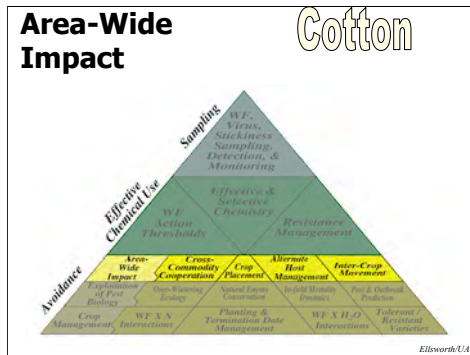 Area-Wide
Impact
Cotton
Sampling
WF,
Virus,
Stickiness
Sampling,
Detection, &
Monitoring
Effective
Chemical Use
Effective &
Selective
Chemistry
WF
Action
Thresholds
Resistance
Management
Avoidance
Area-
Wide
Impact
Cross-
Commodity
Cooperation
Crop
Placement
Alternate
Host
Management
Inter-Crop
Movement
Exploitation
of Pest
Biology
Over-Wintering
Ecology
Natural Enemy
Conservation
In-field Mortality
Dynamics
Pest & Outbreak
Prediction
Crop
Management
WF X N
Interactions
Planting &
Termination Date
Management
WF X H₂O
Interactions
Tolerant /
Resistant
Varieties
Ellsworth/UA